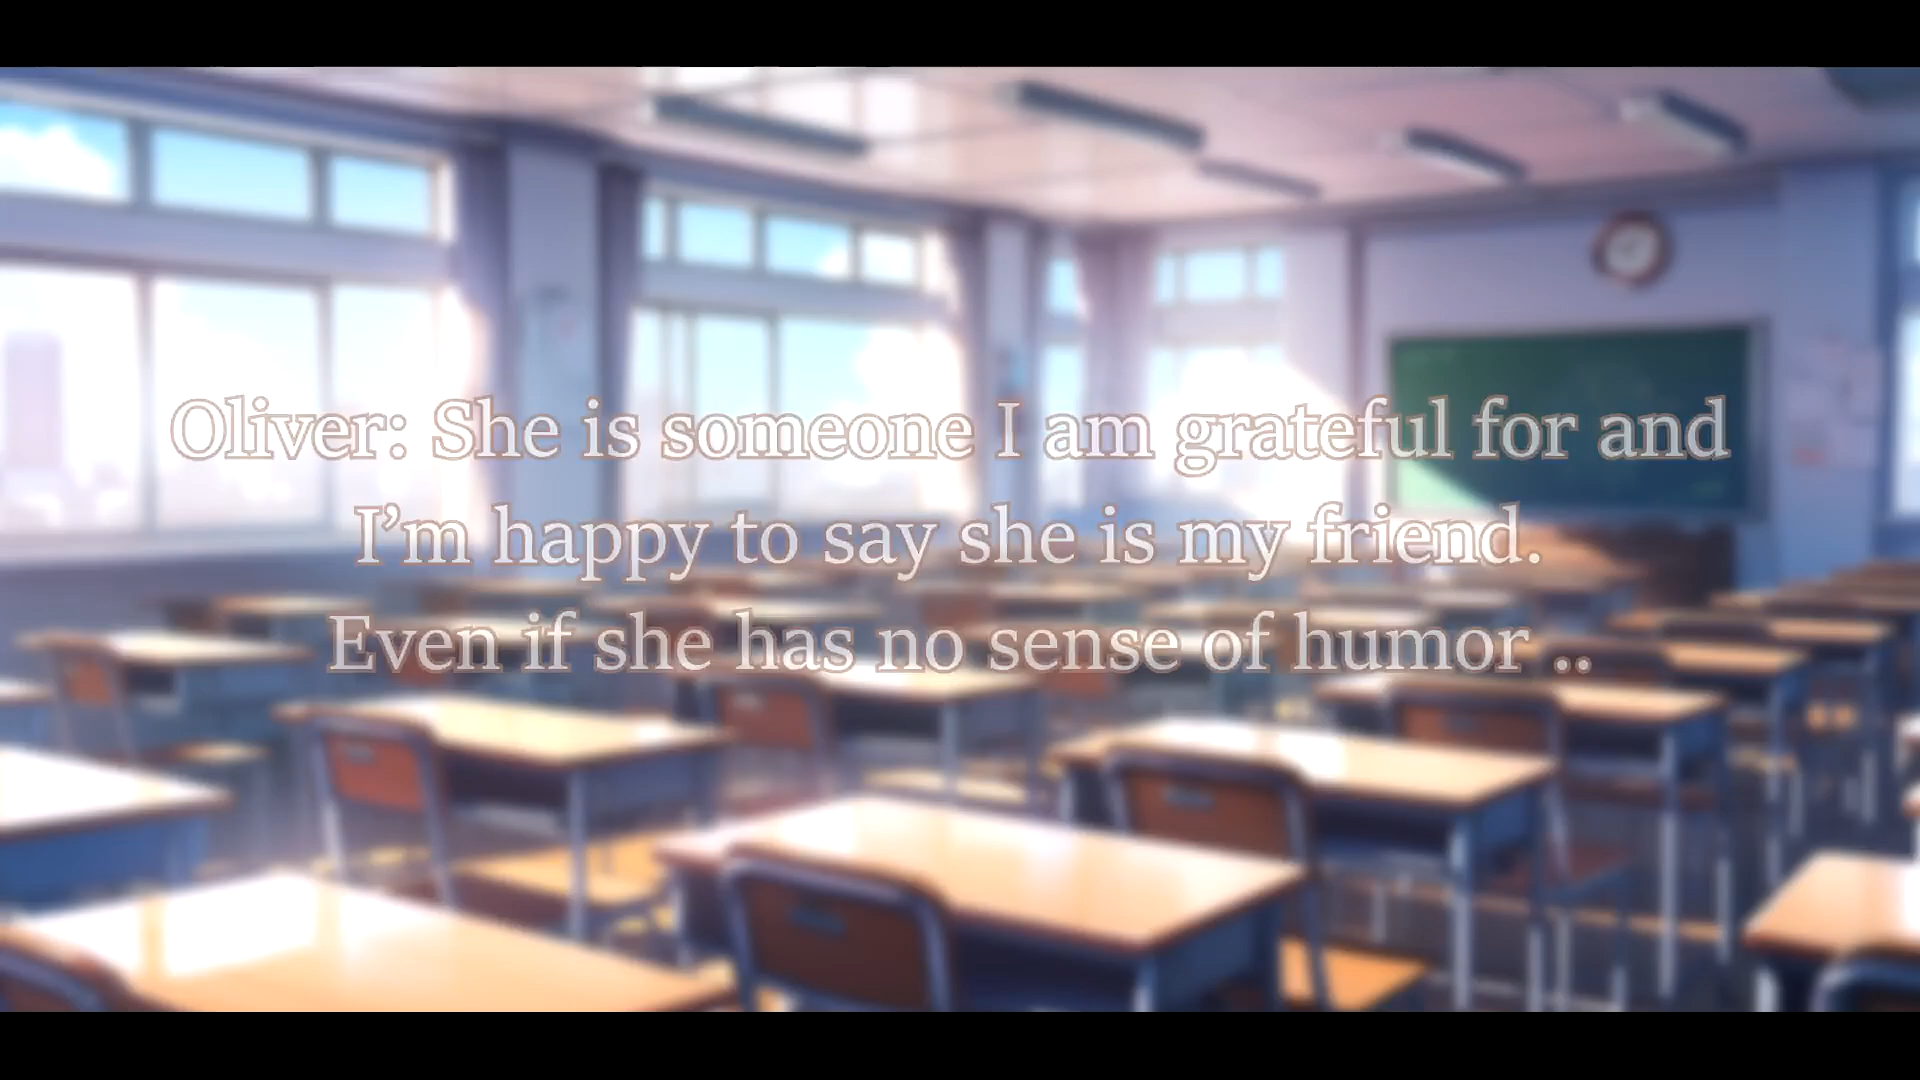 Oliver: She is someone I am grateful for and
I’m happy to say she is my friend.
Even if she has no sense of humor ..